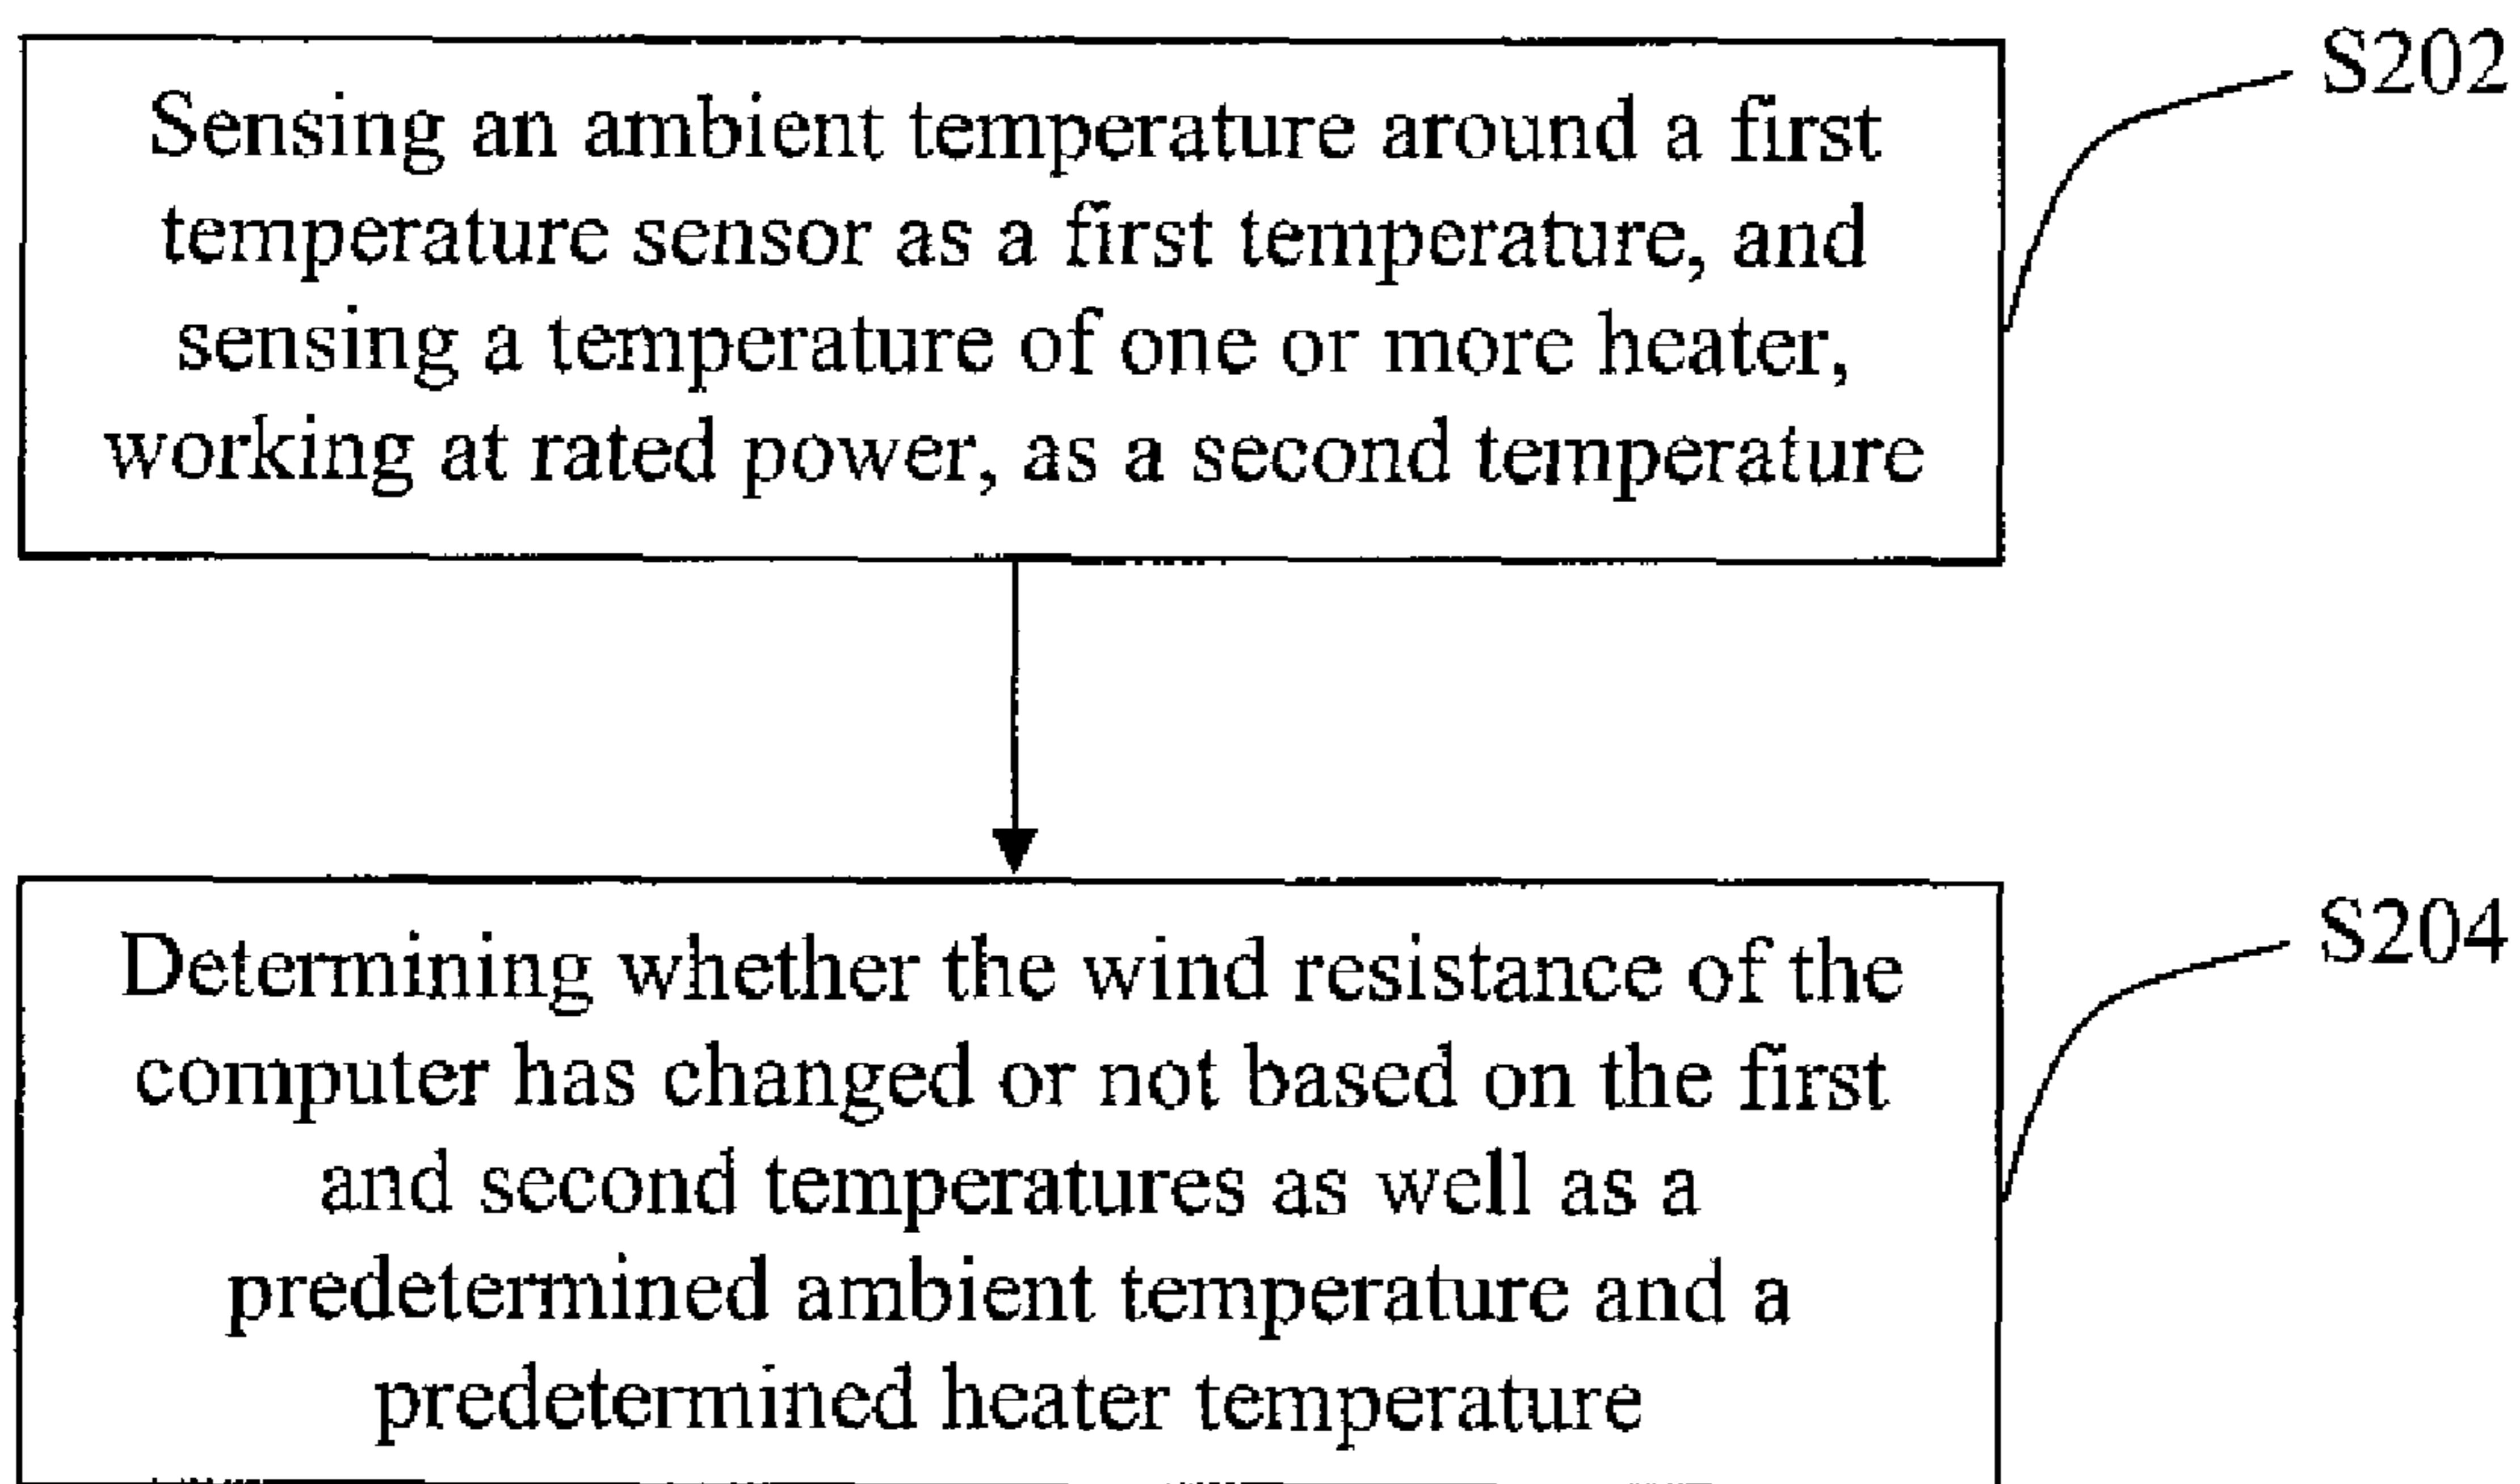 S202
Sensing an ambient temperature around a first
temperature sensor as a first temperature, and
sensing a temperature of one or more heater,
working at rated power, as a second temperature
S204
Determining whether the wind resistance of the
computer has changed or not based on the first
and second temperatures as well as a
predetermined ambient temperature and a
predetermined heater temperature